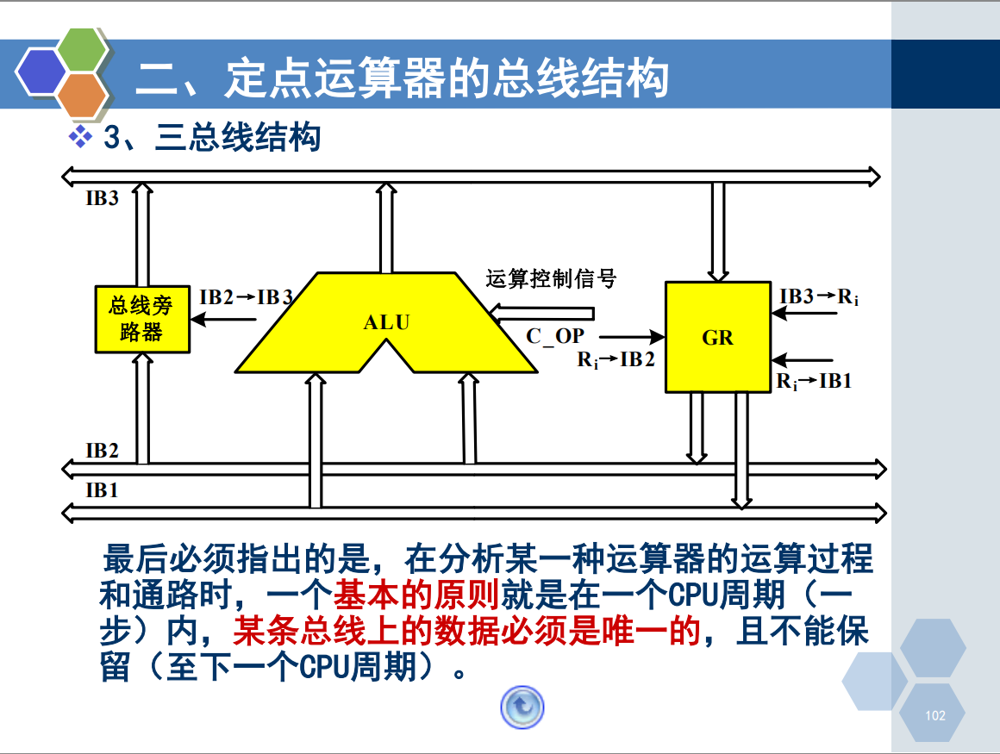 二、定点运算器的总线结构
3、三总线结构
IB3
运算控制信号
总线旁
路器
IB2→IB3
ALU
C_OP
Ri→IB2
GR
IB3→Ri
Ri→IB1
IB2
IB1
最后必须指出的是，在分析某一种运算器的运算过程
和通路时，一个基本的原则就是在一个CPU周期（一
步）内，某条总线上的数据必须是唯一的，且不能保
留（至下一个CPU周期）。
102